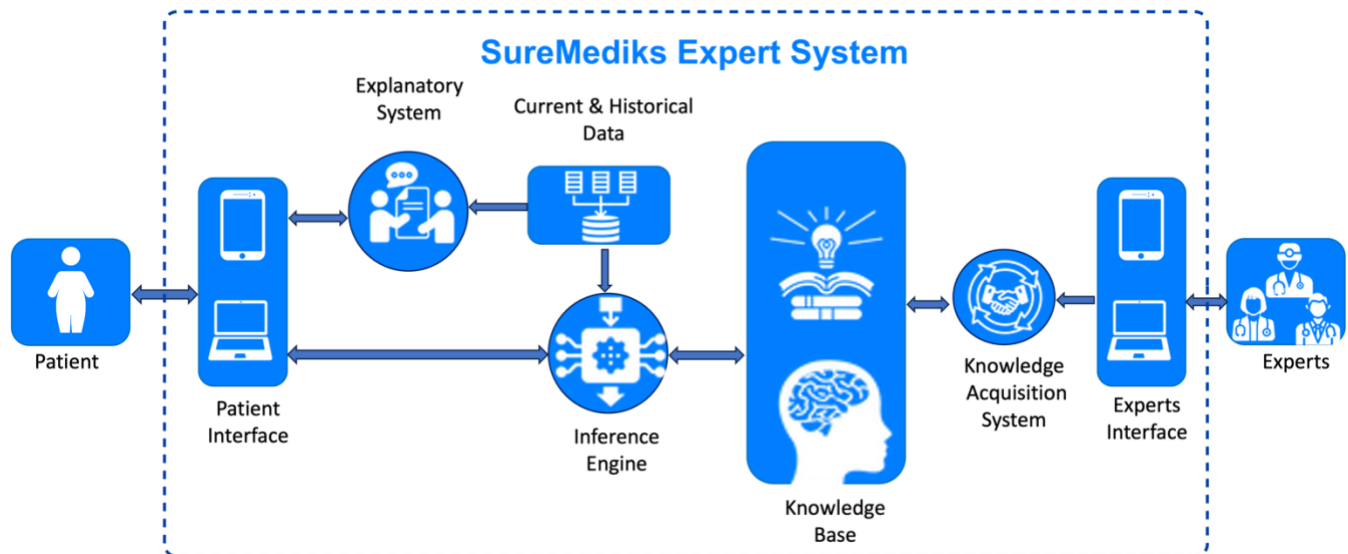 SureMediks Expert System
Explanatory
System
Current & Historical
Data
Patient
Patient
Interface
Inference
Engine
Knowledge
Base
Knowledge
Acquisition
System
Experts
Interface
Experts